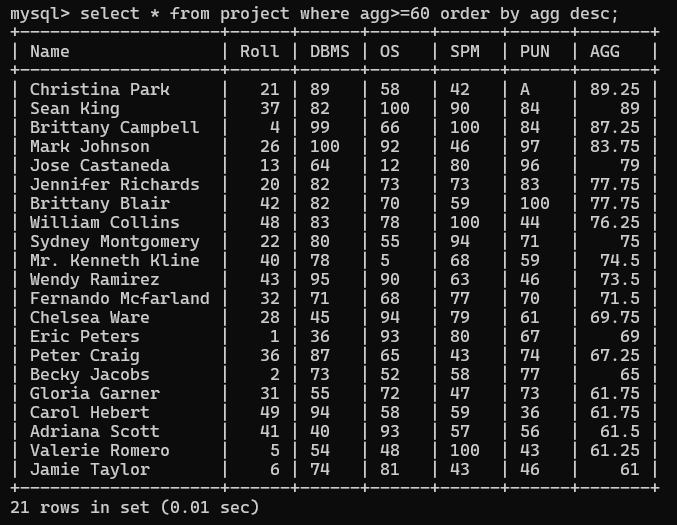 mysql> select * from project where agg>=60 order by agg desc;
+--------------------+------+------+------+------+------+-------+
| Name               | Roll | DBMS | OS   | SPM  | PUN  | AGG   |
+--------------------+------+------+------+------+------+-------+
| Christina Park     |   21 | 89   | 58   | 42   | A    | 89.25 |
| Sean King          |   37 | 82   | 100  | 90   | 84   |    89 |
| Brittany Campbell  |    4 | 99   | 66   | 100  | 84   | 87.25 |
| Mark Johnson       |   26 | 100  | 92   | 46   | 97   | 83.75 |
| Jose Castaneda     |   13 | 64   | 12   | 80   | 96   |    79 |
| Jennifer Richards  |   20 | 82   | 73   | 73   | 83   | 77.75 |
| Brittany Blair     |   42 | 82   | 70   | 59   | 100  | 77.75 |
| William Collins    |   48 | 83   | 78   | 100  | 44   | 76.25 |
| Sydney Montgomery  |   22 | 80   | 55   | 94   | 71   |    75 |
| Mr. Kenneth Kline  |   40 | 78   | 5    | 68   | 59   |  74.5 |
| Wendy Ramirez      |   43 | 95   | 90   | 63   | 46   |  73.5 |
| Fernando Mcfarland |   32 | 71   | 68   | 77   | 70   |  71.5 |
| Chelsea Ware       |   28 | 45   | 94   | 79   | 61   | 69.75 |
| Eric Peters        |    1 | 36   | 93   | 80   | 67   |    69 |
| Peter Craig        |   36 | 87   | 65   | 43   | 74   | 67.25 |
| Becky Jacobs       |    2 | 73   | 52   | 58   | 77   |    65 |
| Gloria Garner      |   31 | 55   | 72   | 47   | 73   | 61.75 |
| Carol Hebert       |   49 | 94   | 58   | 59   | 36   | 61.75 |
| Adriana Scott      |   41 | 40   | 93   | 57   | 56   |  61.5 |
| Valerie Romero     |    5 | 54   | 48   | 100  | 43   | 61.25 |
| Jamie Taylor       |    6 | 74   | 81   | 43   | 46   |    61 |
+--------------------+------+------+------+------+------+-------+
21 rows in set (0.01 sec)